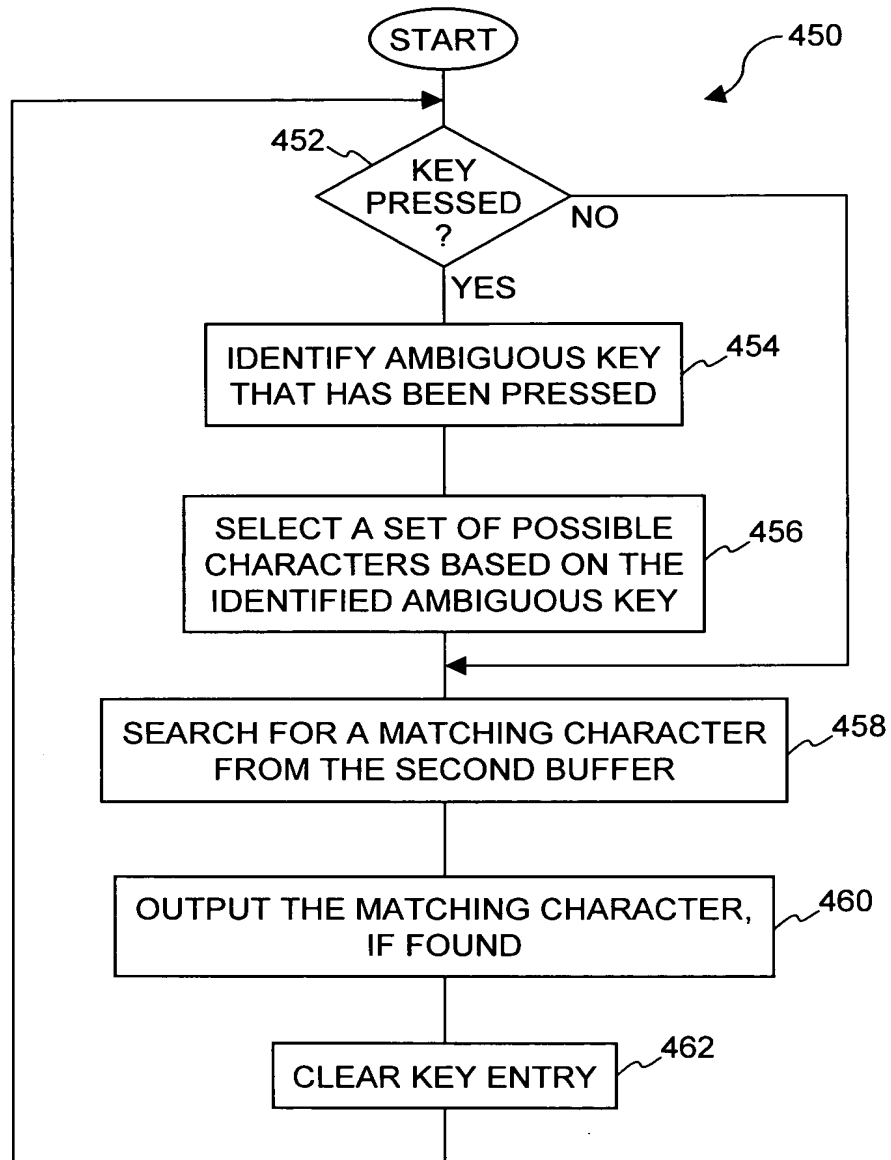 START
450
452
KEY
PRESSED
?
NO
YES
IDENTIFY AMBIGUOUS KEY
THAT HAS BEEN PRESSED
454
SELECT A SET OF POSSIBLE
CHARACTERS BASED ON THE
IDENTIFIED AMBIGUOUS KEY
456
SEARCH FOR A MATCHING CHARACTER
FROM THE SECOND BUFFER
458
OUTPUT THE MATCHING CHARACTER,
IF FOUND
460
CLEAR KEY ENTRY
462